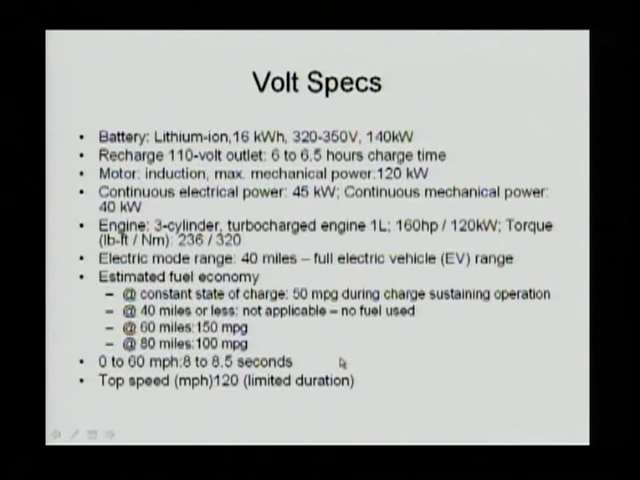 Volt Specs
• Battery: Lithium-ion,16 kWh, 320-350V, 140kW
• Recharge 110-volt outlet: 6 to 6.5 hours charge time
• Motor: induction, max. mechanical power:120 kW
• Continuous electrical power: 45 kW; Continuous mechanical power:
40 kW
• Engine: 3-cylinder, turbocharged engine 1L; 160hp / 120kW; Torque
(lb-ft / Nm): 236 / 320
• Electric mode range: 40 miles – full electric vehicle (EV) range
• Estimated fuel economy
– @ constant state of charge: 50 mpg during charge sustaining operation
– @ 40 miles or less: not applicable – no fuel used
– @ 60 miles:150 mpg
– @ 80 miles:100 mpg
• 0 to 60 mph:8 to 8.5 seconds
• Top speed (mph)120 (limited duration)